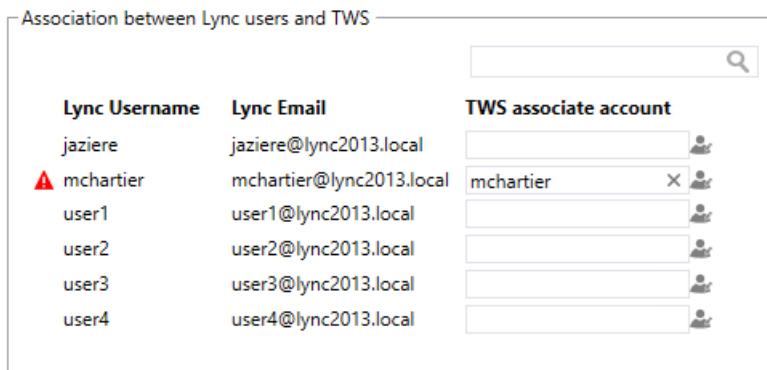 Association between Lync users and TWS
Lync Username Lync Email TWS associate account
jaziere jaziere@lync2013.local
mchartier mchartier@lync2013.local mchartier
user1 user1@lync2013.local
user2 user2@lync2013.local
user3 user3@lync2013.local
user4 user4@lync2013.local